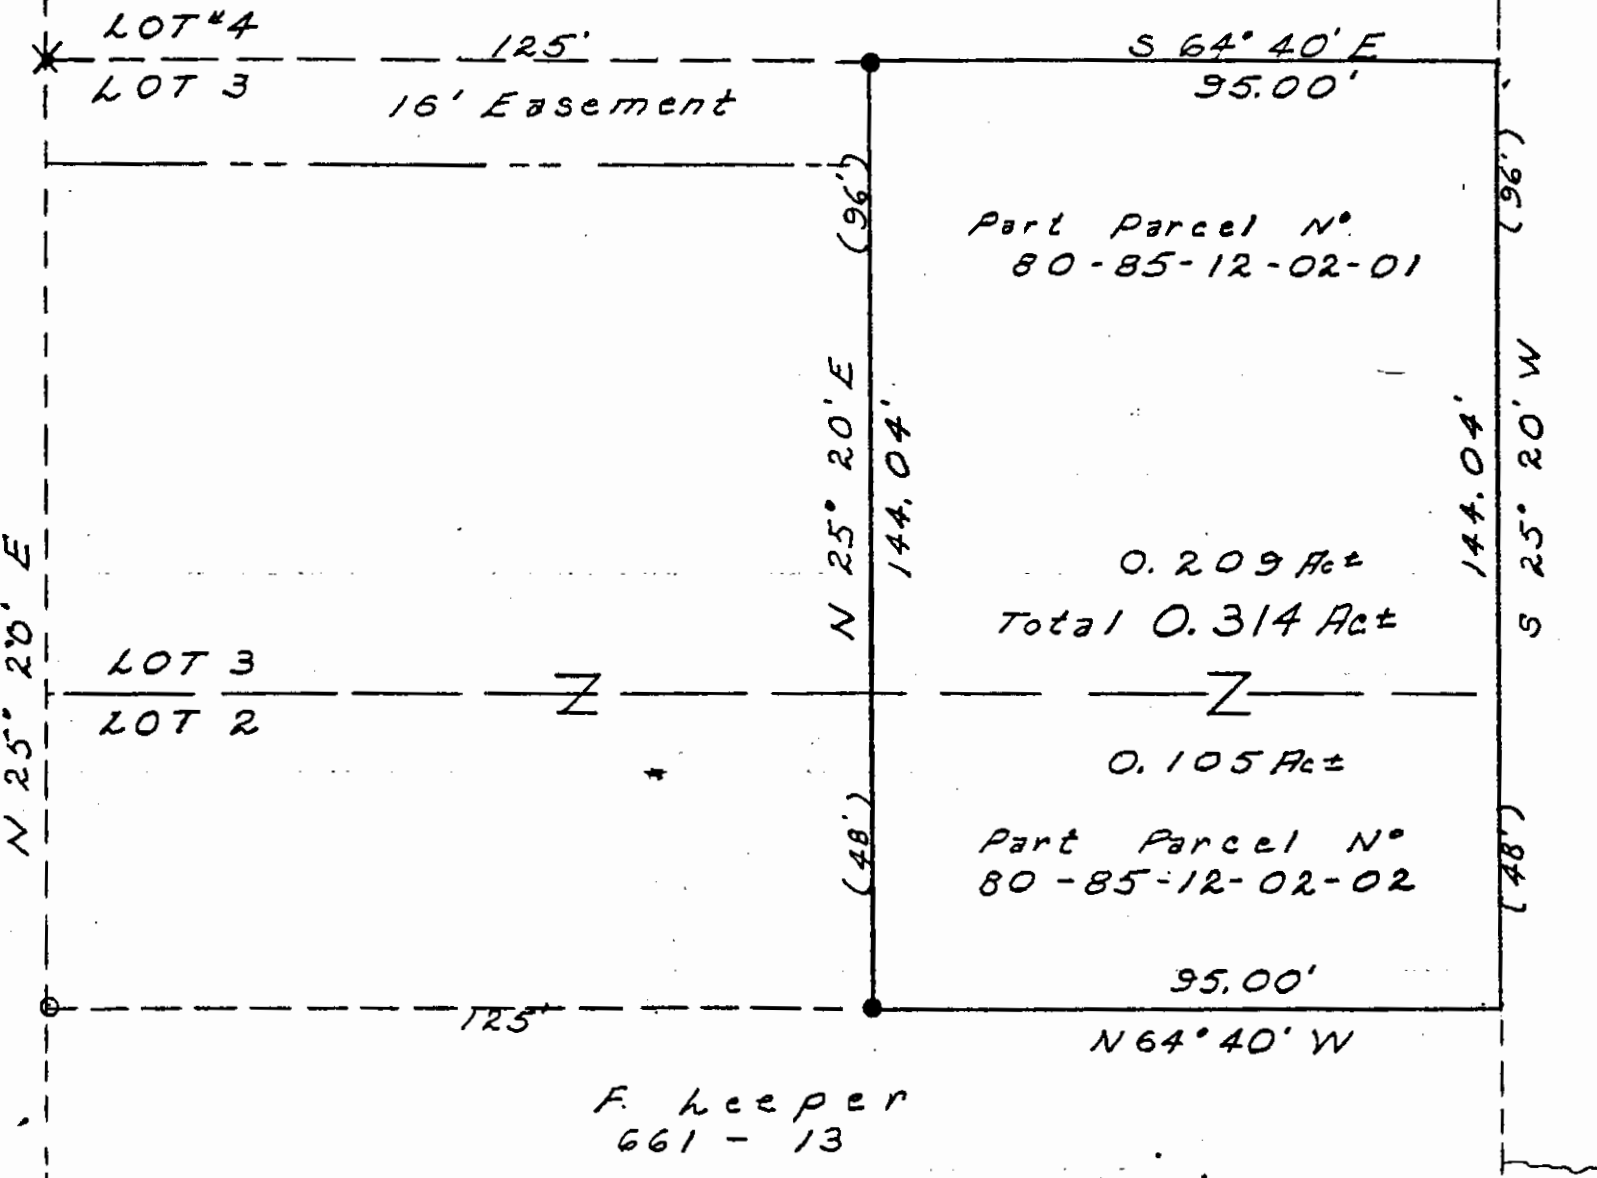 LOT #4
125'
S 64° 40' E
LOT 3
95.00'
16' Easement
(96')
(96')
Part Parcel Nº
80-85-12-02-01
N 25° 20' E
144.04'
144.04'
S 25° 20' W
0.209 Ac±
Total 0.314 Ac±
N 25° 20' E
LOT 3
Z
Z
LOT 2
0.105 Ac±
(48')
(48')
Part Parcel Nº
80-85-12-02-02
95.00'
125'
N 64° 40' W
F. Leeper
661 - 13